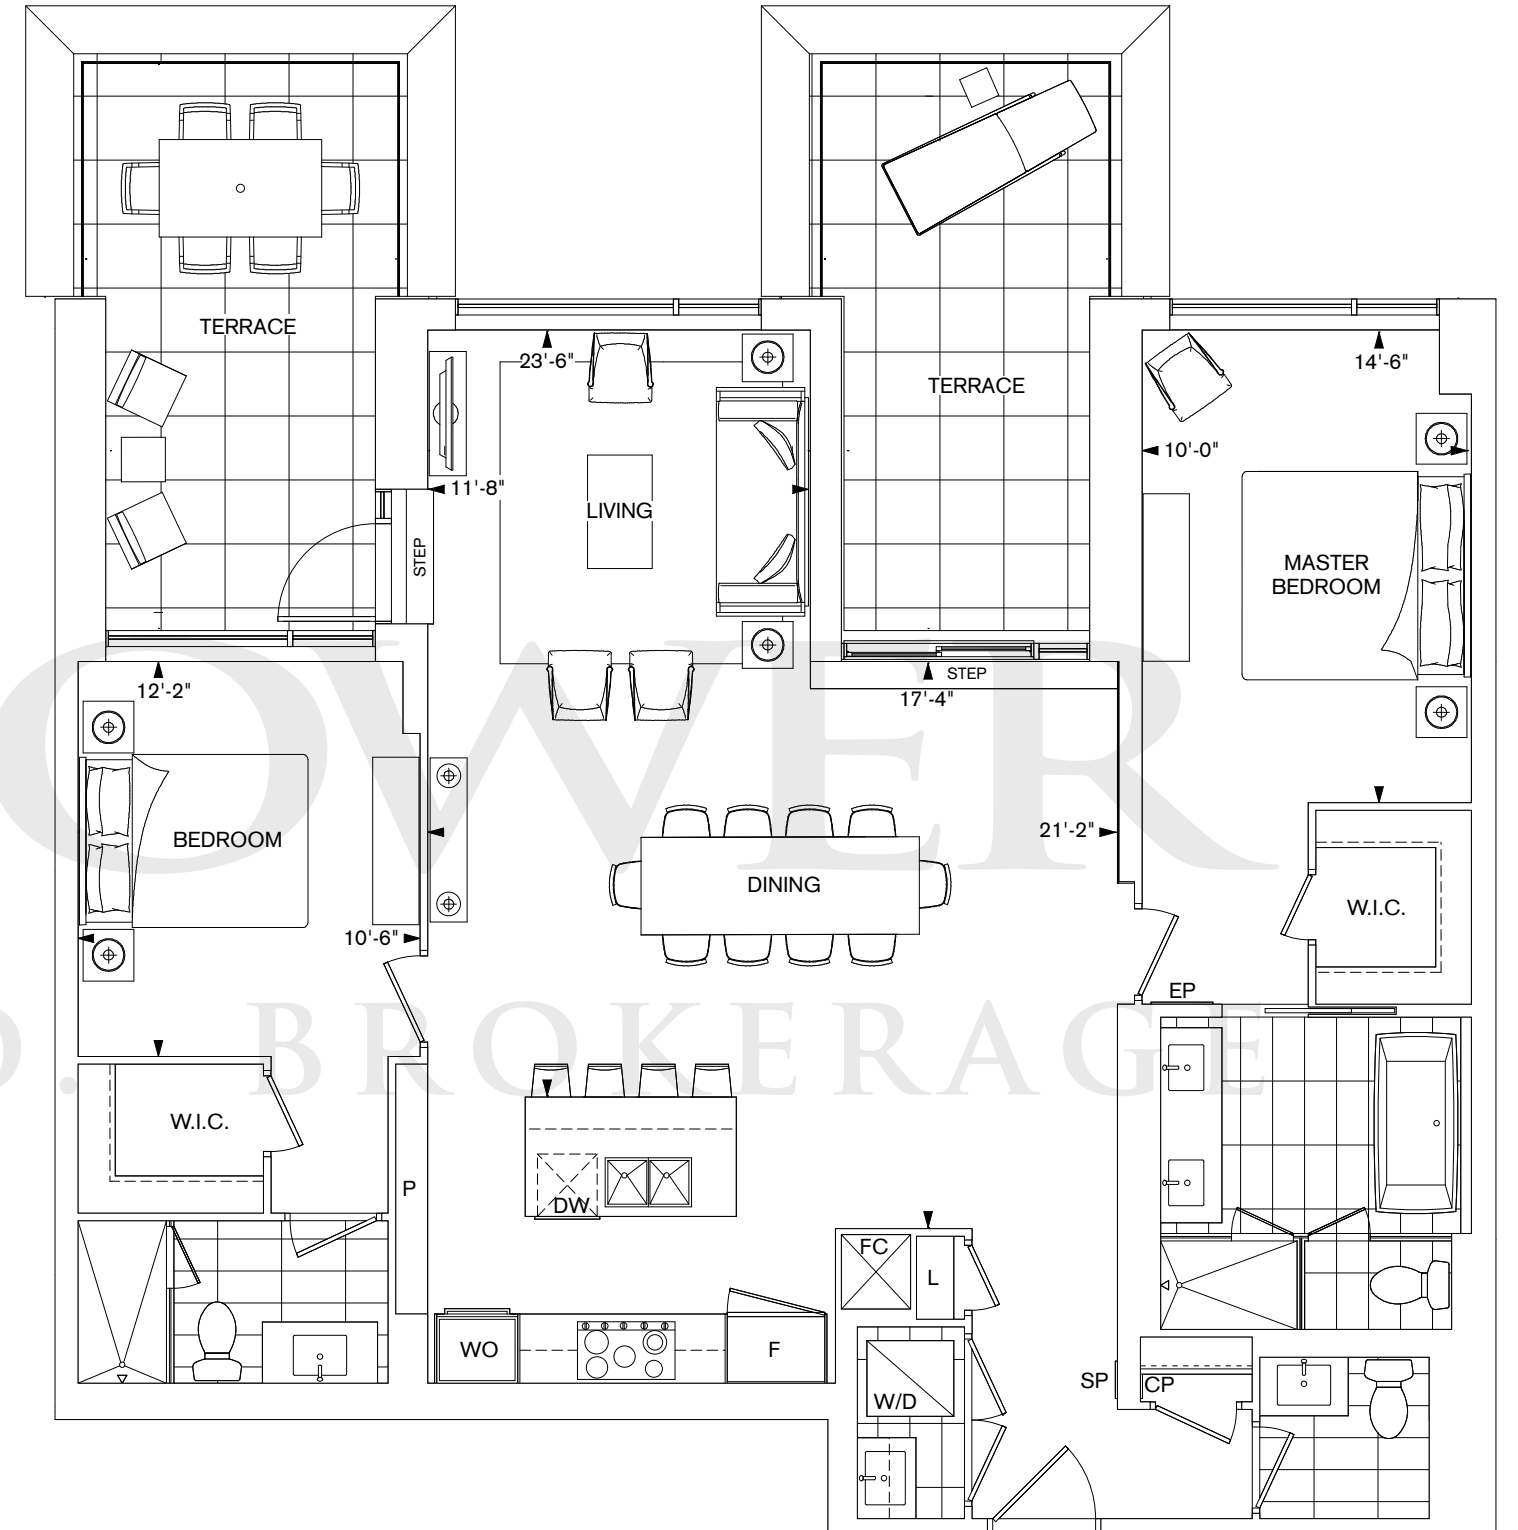 TERRACE
23'-6"
14'-6"
TERRACE
10'-0"
11'-8"
LIVING
STEP
MASTER
BEDROOM
STEP
12'-2"
17'-4"
OWER
BEDROOM
21'-2"
DINING
W.I.C.
10'-6"
EP
D. BROKERAGE
W.I.C.
P
DW
FC
L
WO
F
SP
CP
W/D